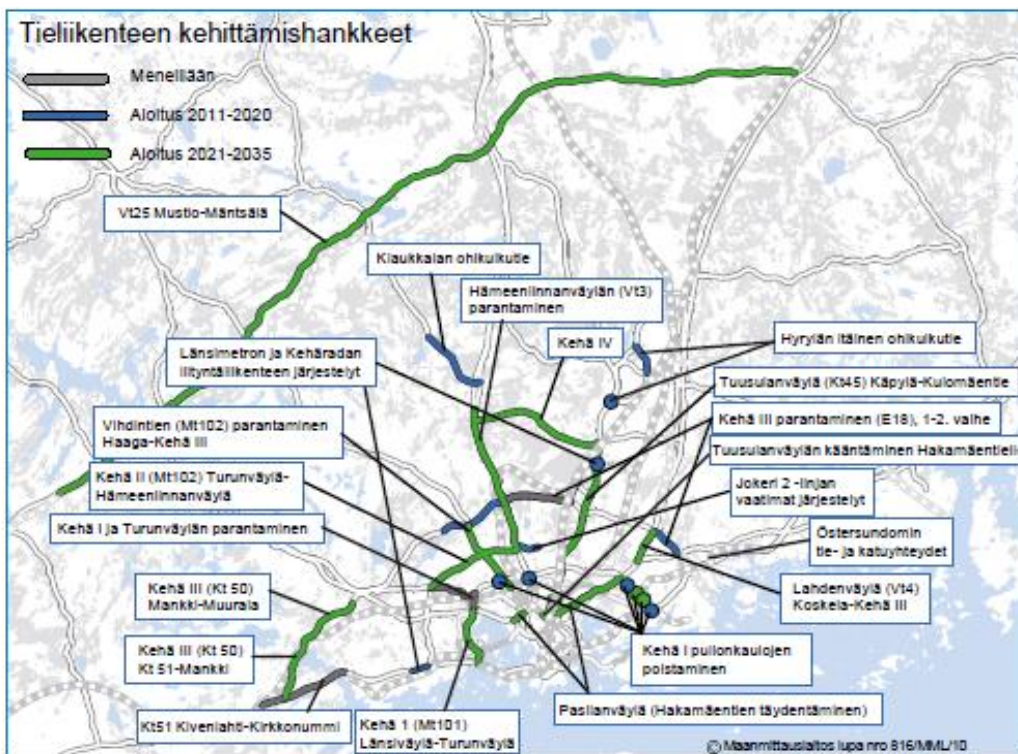 Tieliikenteen kehittämishankkeet
Meneillään
Aloitus 2011-2020
Aloitus 2021-2035
Vt25 Mustio-Mäntsälä
Klaukkalan ohikulkutie
Hämeenlinnanväylän (Vt3)
parantaminen
Kehä IV
Länsimetron ja Kehäradan
liityntäliikenteen järjestelyt
Hyrylän itäinen ohikulkutie
Tuusulanväylä (Kt45) Käpylä-Kulomäentie
Vihdintien (Mt102) parantaminen
Haaga-Kehä III
Kehä III parantaminen (E18), 1-2. vaihe
Tuusulanväylän kääntäminen Hakamäentielle
Kehä II (Mt102) Turunväylä-
Hämeenlinnanväylä
Jokeri 2 -linjan
vaatimat järjestelyt
Kehä I ja Turunväylän parantaminen
Östersundomin
tie- ja katuyhteydet
Kehä III (Kt 50)
Mankki-Muurala
Lahdenväylä (Vt4)
Koskela-Kehä III
Kehä III (Kt 50)
Kt 51-Mankki
Kehä I pullonkaulojen
poistaminen
Kt51 Kivenlahti-Kirkkonummi
Kehä 1 (Mt101)
Länsiväylä-Turunväylä
Pasilanväylä (Hakamäentien täydentäminen)
© Maanmittauslaitos lupa nro 816/MML/10